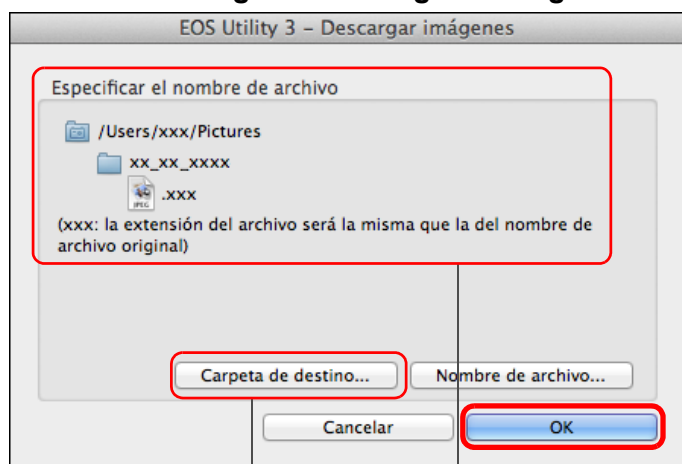 EOS Utility 3 – Descargar imágenes
Especificar el nombre de archivo
/Users/xxx/Pictures
xx_xx_xxxx
JPEG
.xxx
(xxx: la extensión del archivo será la misma que la del nombre de
archivo original)
Carpeta de destino... Nombre de archivo...
Cancelar OK